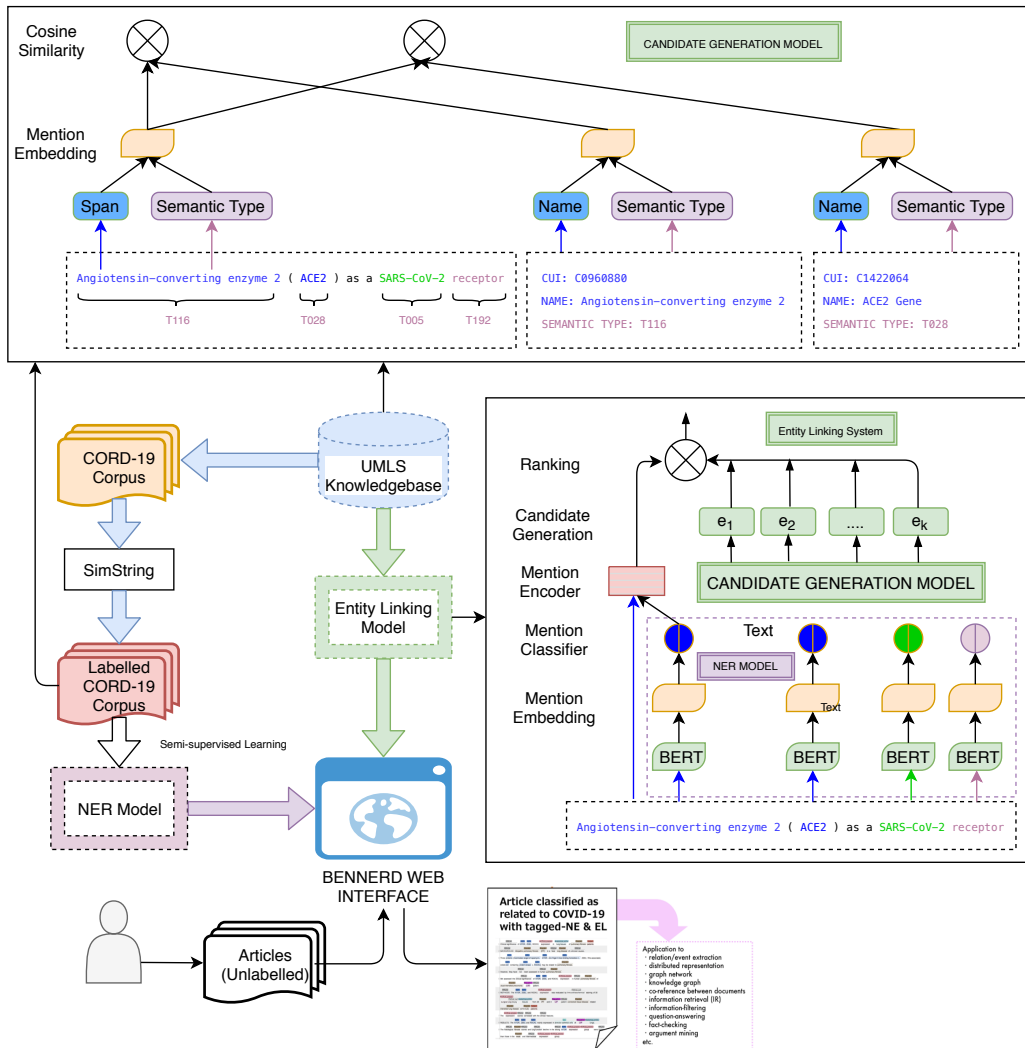 Cosine
Similarity
CANDIDATE GENERATION MODEL
Mention
Embedding
Span
Semantic Type
Name
Semantic Type
Name
Semantic Type
Angiotensin-converting enzyme 2 ( ACE2 ) as a SARS-CoV-2 receptor
T116
T028
T005
T192
CUI: C0960880
NAME: Angiotensin-converting enzyme 2
SEMANTIC TYPE: T116
CUI: C1422064
NAME: ACE2 Gene
SEMANTIC TYPE: T028
CORD-19
Corpus
UMLS
Knowledgebase
SimString
Entity Linking
Model
Labelled
CORD-19
Corpus
Semi-supervised Learning
NER Model
BENNERD WEB
INTERFACE
Articles
(Unlabelled)
Entity Linking System
Ranking
Candidate
Generation
e1
e2
....
ek
Mention
Encoder
CANDIDATE GENERATION MODEL
Mention
Classifier
Text
NER MODEL
Mention
Embedding
Text
BERT
BERT
BERT
BERT
Angiotensin-converting enzyme 2 ( ACE2 ) as a SARS-CoV-2 receptor
Article classified as
related to COVID-19
with tagged-NE & EL
Application to
· relation/event extraction
· distributed representation
· graph network
· knowledge graph
· co-reference between documents
· information retrieval (IR)
· information-filtering
· question-answering
· fact-checking
· argument mining
etc.